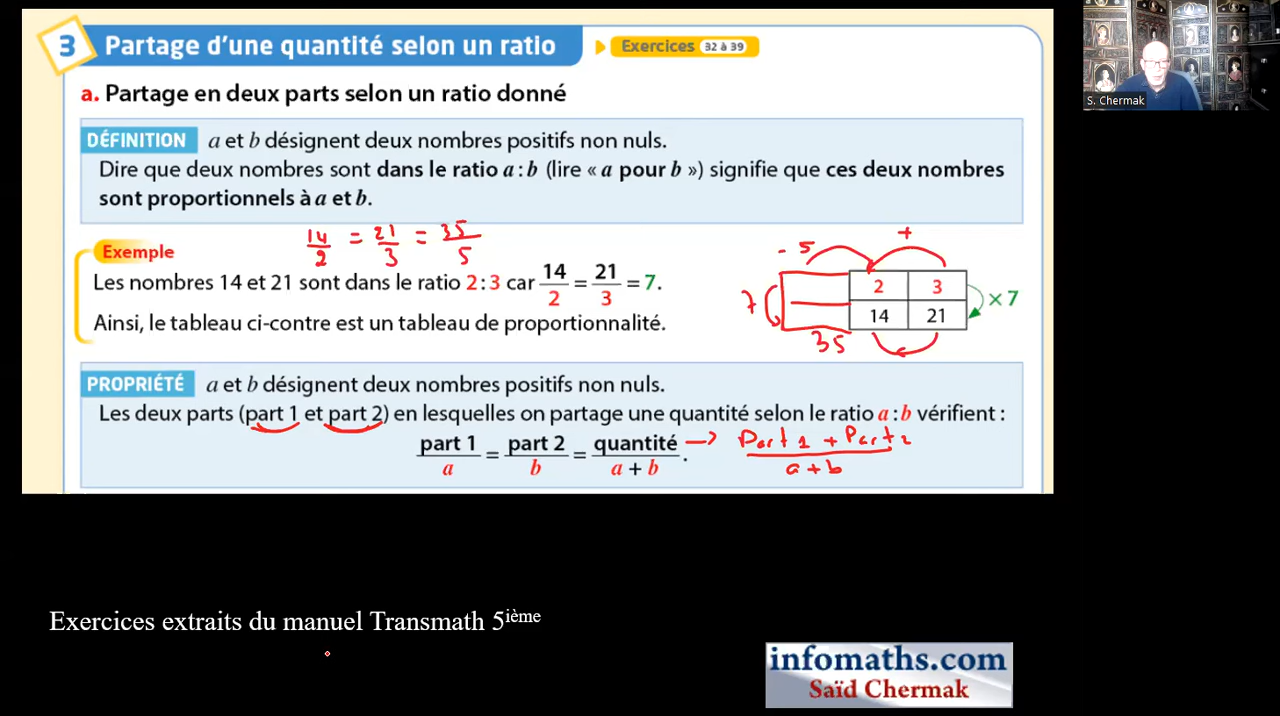 3 Partage d'une quantité selon un ratio Exercices 32 à 39
S. Chermak
a. Partage en deux parts selon un ratio donné
DÉFINITION a et b désignent deux nombres positifs non nuls.
Dire que deux nombres sont dans le ratio a : b (lire « a pour b ») signifie que ces deux nombres
sont proportionnels à a et b.
14/2 = 21/3 = 35/5
Exemple
Les nombres 14 et 21 sont dans le ratio 2 : 3 car 14/2 = 21/3 = 7.
Ainsi, le tableau ci-contre est un tableau de proportionnalité.
- 5 +
2 3
7 × 7
14 21
35
PROPRIÉTÉ a et b désignent deux nombres positifs non nuls.
Les deux parts (part 1 et part 2) en lesquelles on partage une quantité selon le ratio a : b vérifient :
part 1/a = part 2/b = quantité/a + b. → Part 1 + Part 2/a + b
Exercices extraits du manuel Transmath 5ième
infomaths.com
Saïd Chermak